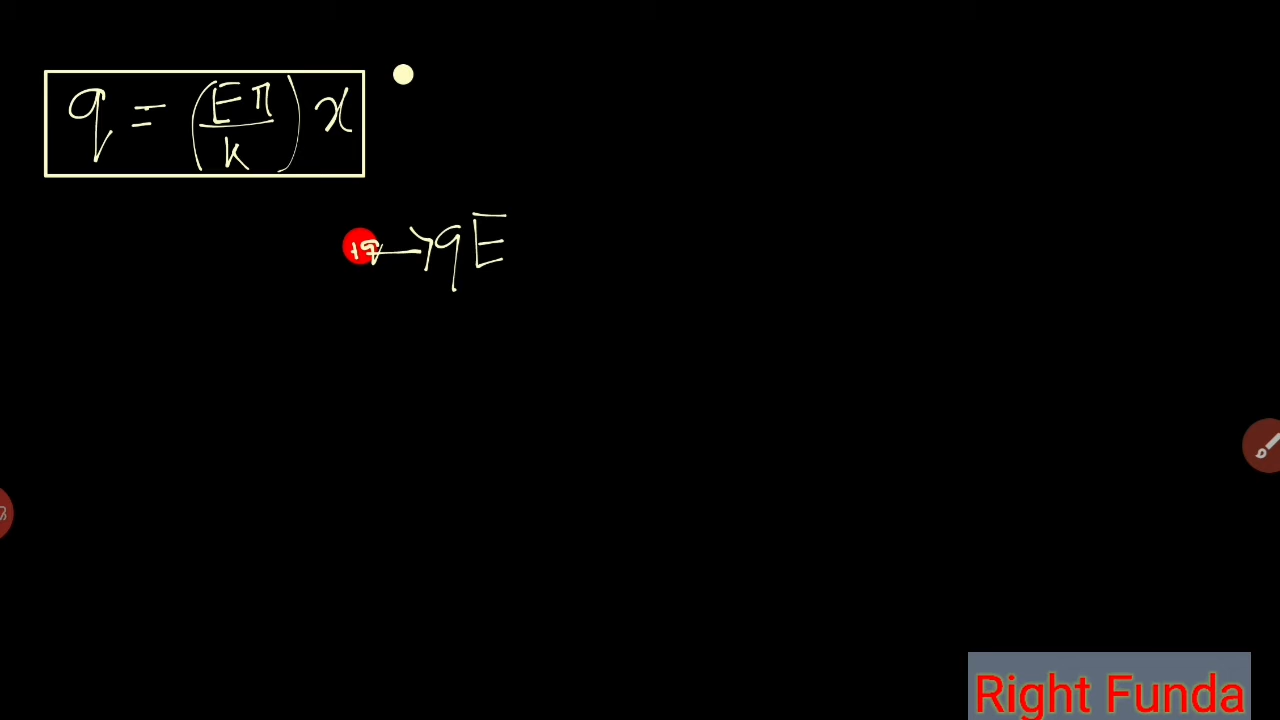 q = (Eπ/k) x
+q → qE
Right Funda